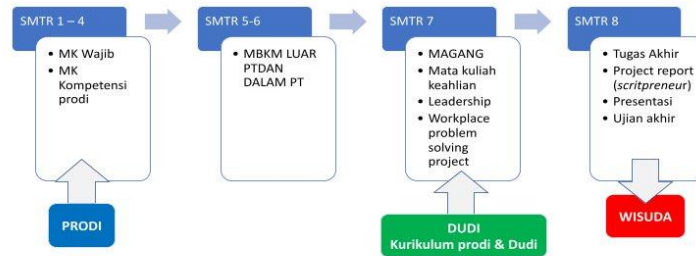 SMTR 1 – 4
• MK Wajib
• MK
Kompetensi
prodi
PRODI
SMTR 5-6
• MBKM LUAR
PTDAN
DALAM PT
SMTR 7
• MAGANG
• Mata kuliah
keahlian
• Leadership
• Workplace
problem
solving
project
DUDI
Kurikulum prodi & Dudi
SMTR 8
• Tugas Akhir
• Project report
(scritpreneur)
• Presentasi
• Ujian akhir
WISUDA